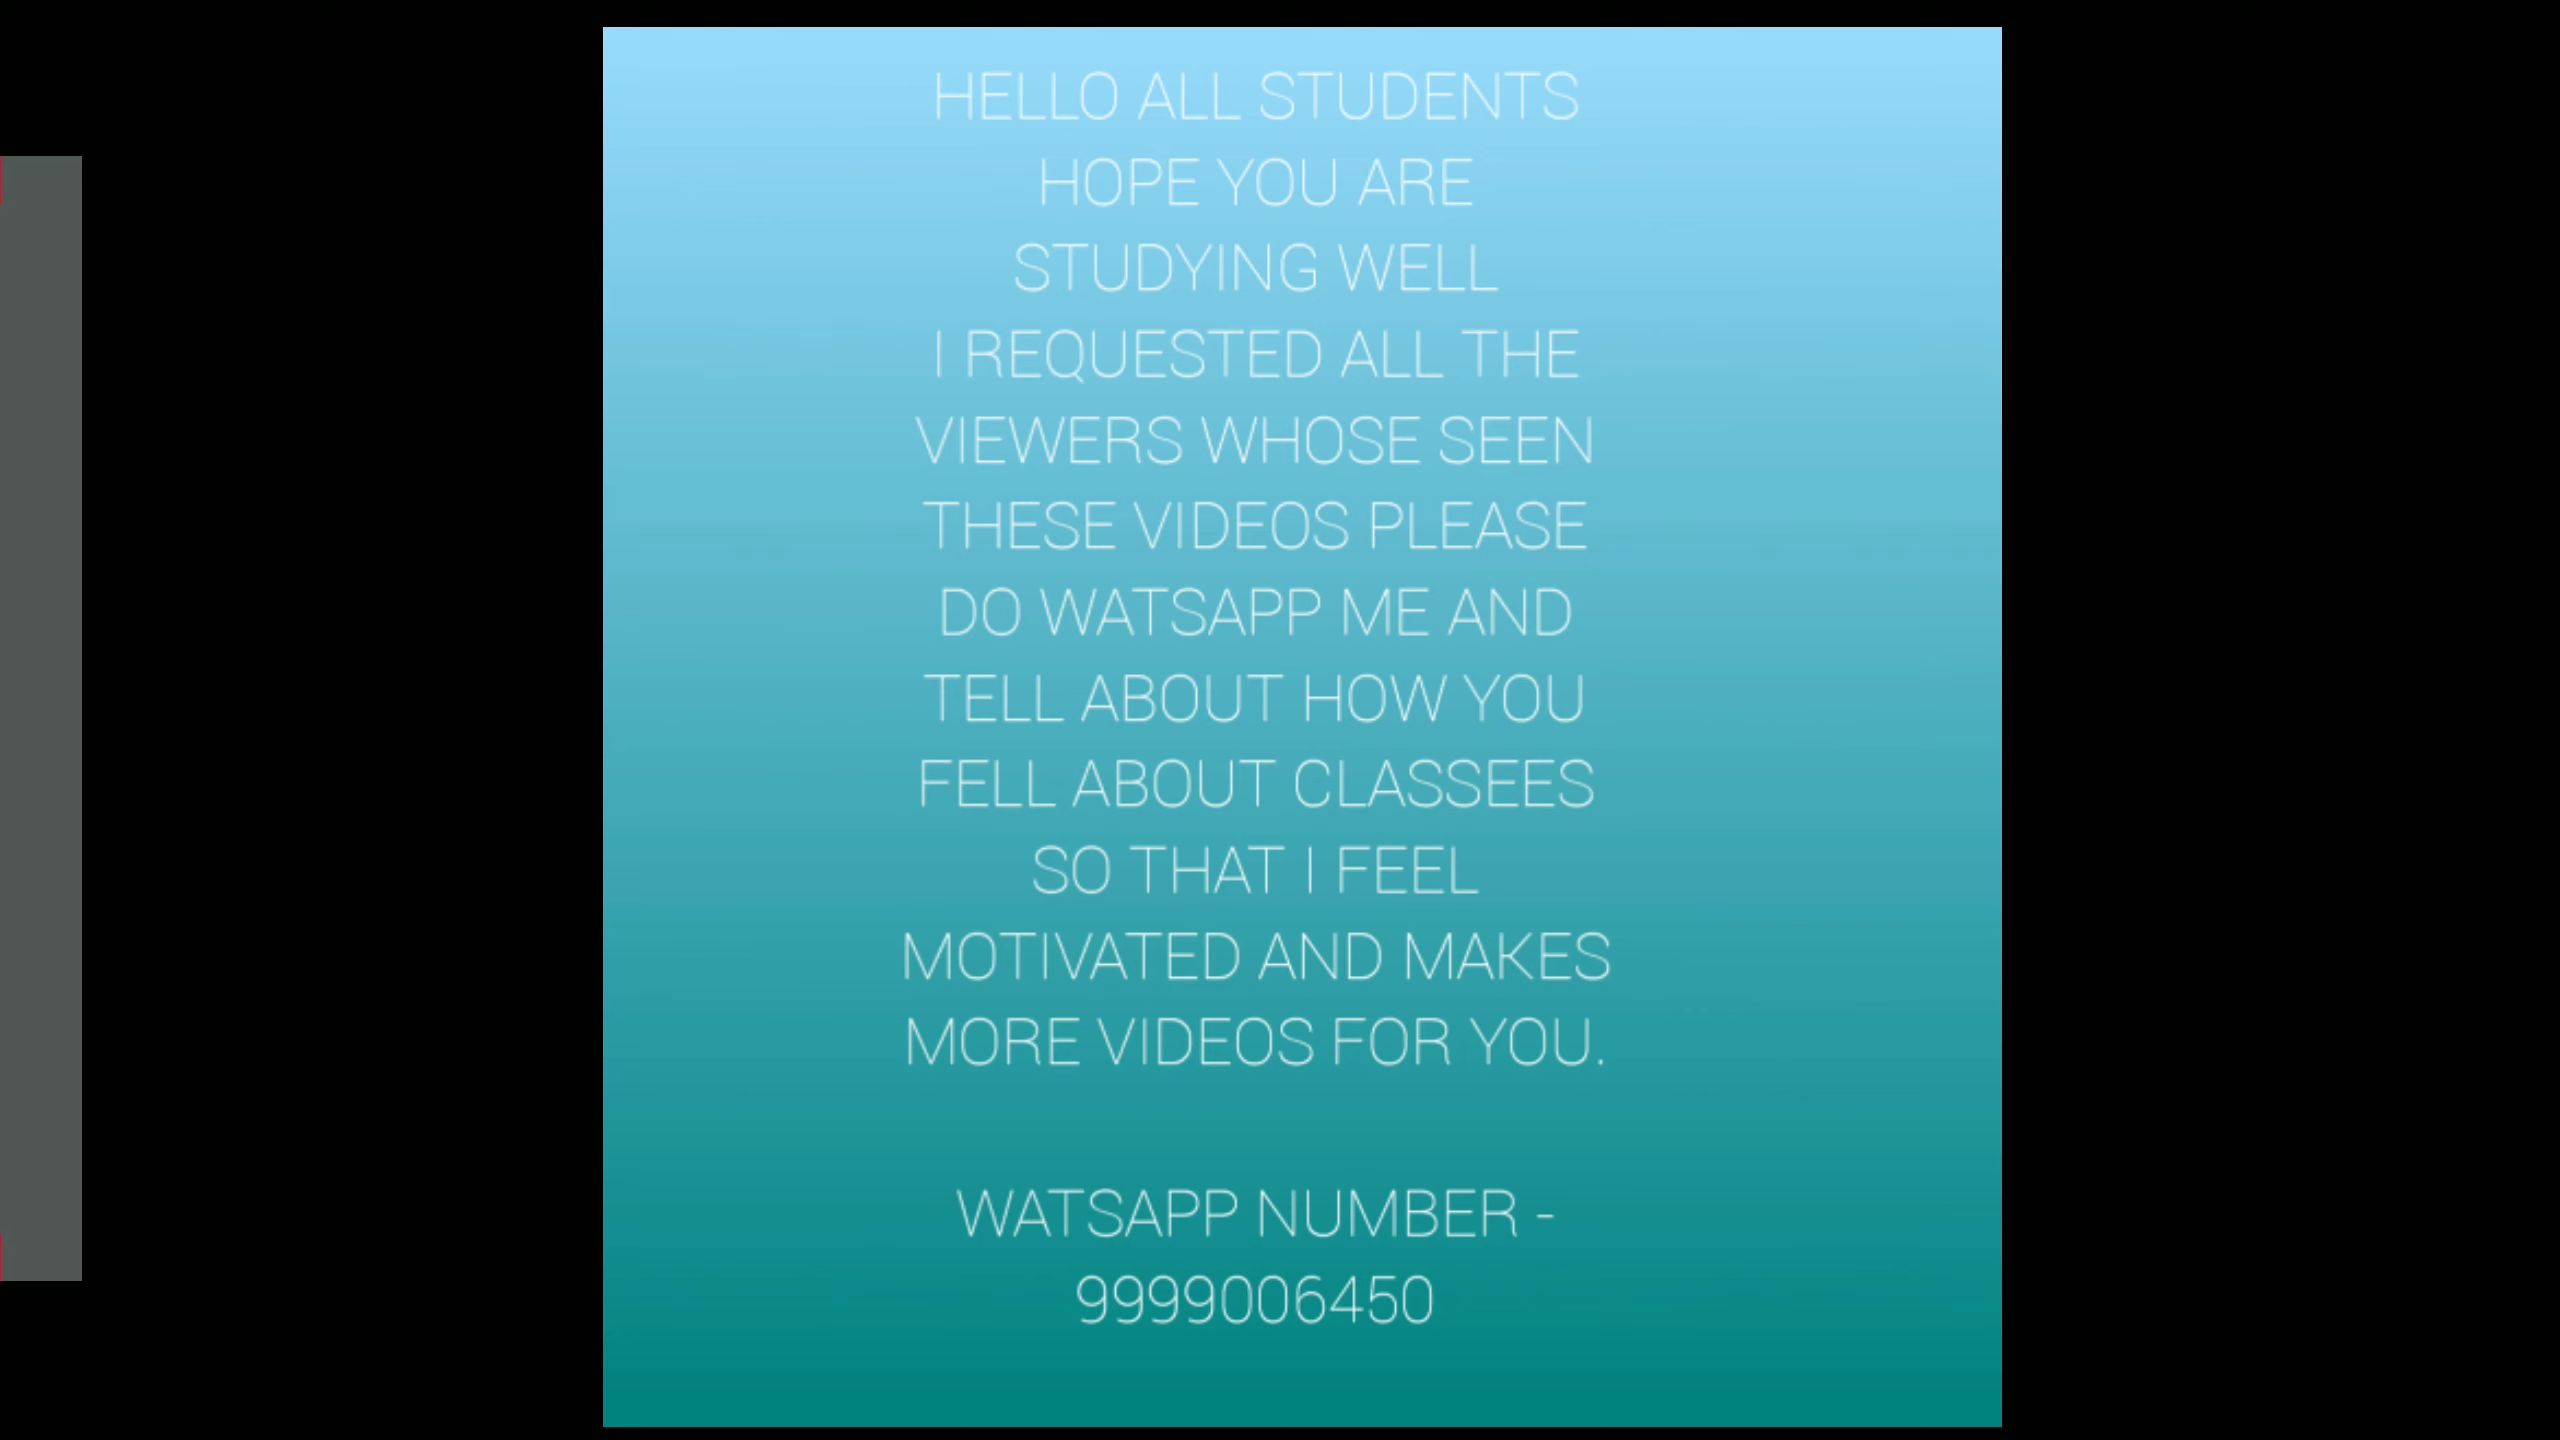 HELLO ALL STUDENTS
HOPE YOU ARE
STUDYING WELL
I REQUESTED ALL THE
VIEWERS WHOSE SEEN
THESE VIDEOS PLEASE
DO WATSAPP ME AND
TELL ABOUT HOW YOU
FELL ABOUT CLASSEES
SO THAT I FEEL
MOTIVATED AND MAKES
MORE VIDEOS FOR YOU.
WATSAPP NUMBER -
9999006450